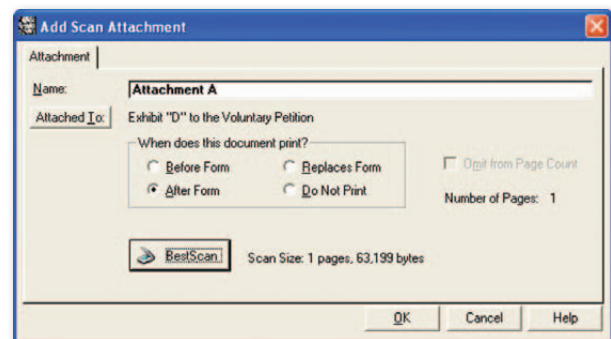 Add Scan Attachment
Attachment
Name: Attachment A
Attached To: Exhibit "D" to the Voluntary Petition
When does this document print?
Before Form Replaces Form Omit from Page Count
After Form Do Not Print Number of Pages: 1
BestScan Scan Size: 1 pages, 63,199 bytes
OK Cancel Help